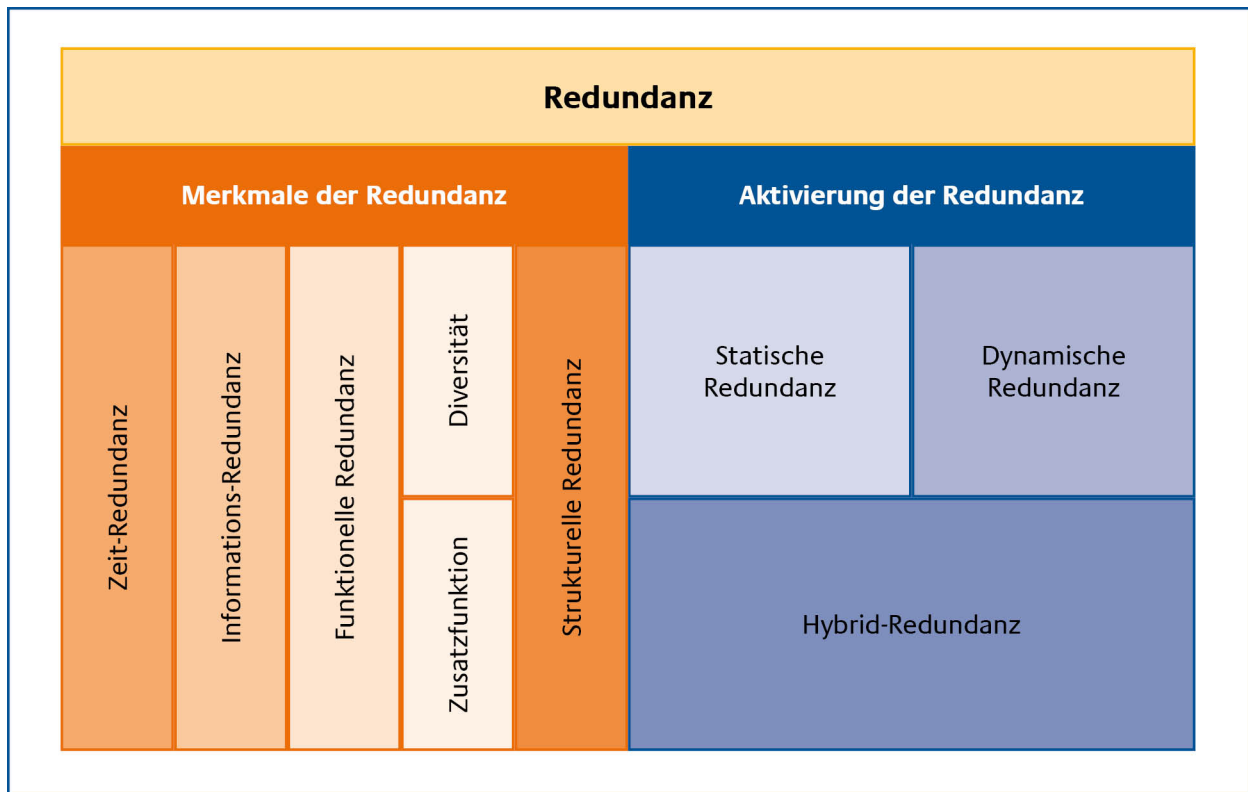 Redundanz
Merkmale der Redundanz
Aktivierung der Redundanz
Zeit-Redundanz
Informations-Redundanz
Funktionelle Redundanz
Diversität
Zusatzfunktion
Strukturelle Redundanz
Statische
Redundanz
Dynamische
Redundanz
Hybrid-Redundanz